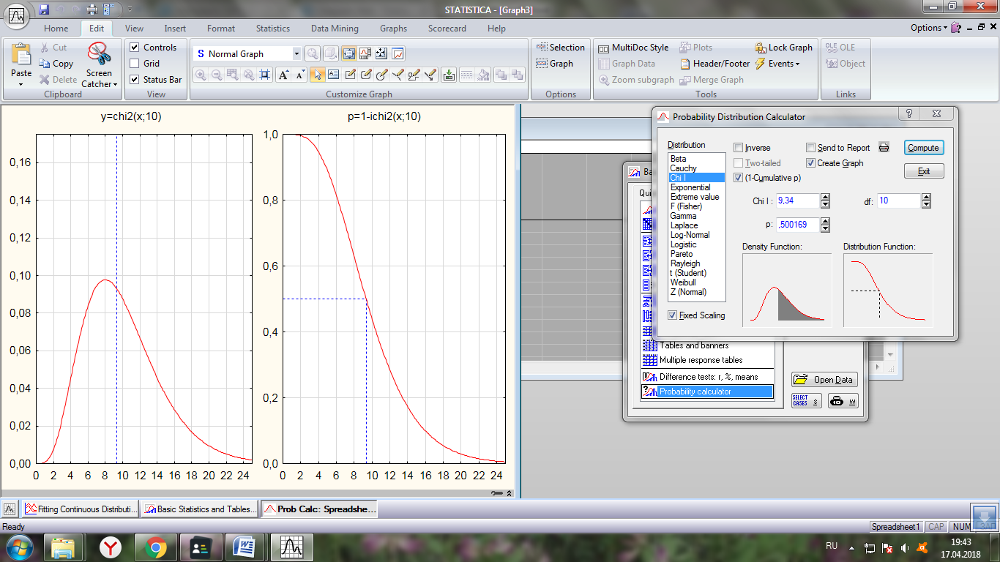 STATISTICA - [Graph3]
Home Edit View Insert Format Statistics Data Mining Graphs Scorecard Help Options
Paste
Cut
Copy
Delete
Screen Catcher
Clipboard
Controls
Grid
Status Bar
View
S Normal Graph
A A
Customize Graph
Selection
Graph
Options
MultiDoc Style
Graph Data
Zoom subgraph
Plots
Header/Footer
Merge Graph
Lock Graph
Events
Tools
OLE OLE
Object
Links
y=chi2(x;10)
0,16
0,14
0,12
0,10
0,08
0,06
0,04
0,02
0,00
0 2 4 6 8 10 12 14 16 18 20 22 24
p=1-ichi2(x;10)
1,0
0,8
0,6
0,4
0,2
0,0
0 2 4 6 8 10 12 14 16 18 20 22 24
Probability Distribution Calculator
Distribution
Beta
Cauchy
Chi I
Exponential
Extreme value
F (Fisher)
Gamma
Laplace
Log-Normal
Logistic
Pareto
Rayleigh
t (Student)
Weibull
Z (Normal)
Fixed Scaling
Inverse
Two-tailed
(1-Cumulative p)
Send to Report
Create Graph
Compute
Exit
Chi I : 9,34
df: 10
p: ,500169
Density Function:
Distribution Function:
Ba
Qui
Tables and banners
Multiple response tables
Difference tests: r, %, means
Probability calculator
Open Data
SELECT CASES S
W
Fitting Continuous Distributi...
Basic Statistics and Tables...
Prob Calc: Spreadshe...
Ready
Spreadsheet1 CAP NUM
RU
19:43
17.04.2018